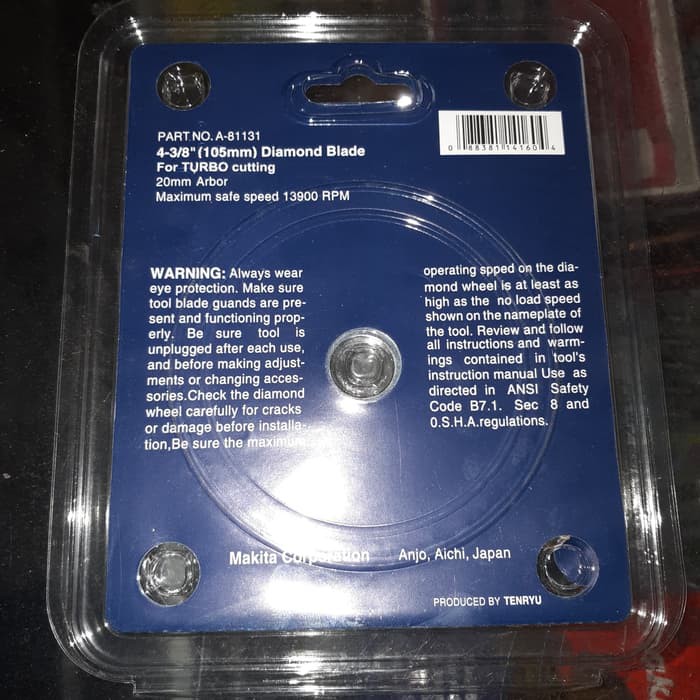 PART NO. A-81131
4-3/8" (105mm) Diamond Blade
For TURBO cutting
20mm Arbor
Maximum safe speed 13900 RPM
0 88381 14160 4
WARNING: Always wear
eye protection. Make sure
tool blade guands are pre-
sent and functioning prop-
erly. Be sure tool is
unplugged after each use,
and before making adjust-
ments or changing acces-
sories.Check the diamond
wheel carefully for cracks
or damage before installa-
tion,Be sure the maximum
operating spped on the dia-
mond wheel is at least as
high as the no load speed
shown on the nameplate of
the tool. Review and follow
all instructions and warm-
ings contained in tool's
instruction manual Use as
directed in ANSI Safety
Code B7.1. Sec 8 and
O.S.H.A.regulations.
Makita Corporation Anjo, Aichi, Japan
PRODUCED BY TENRYU